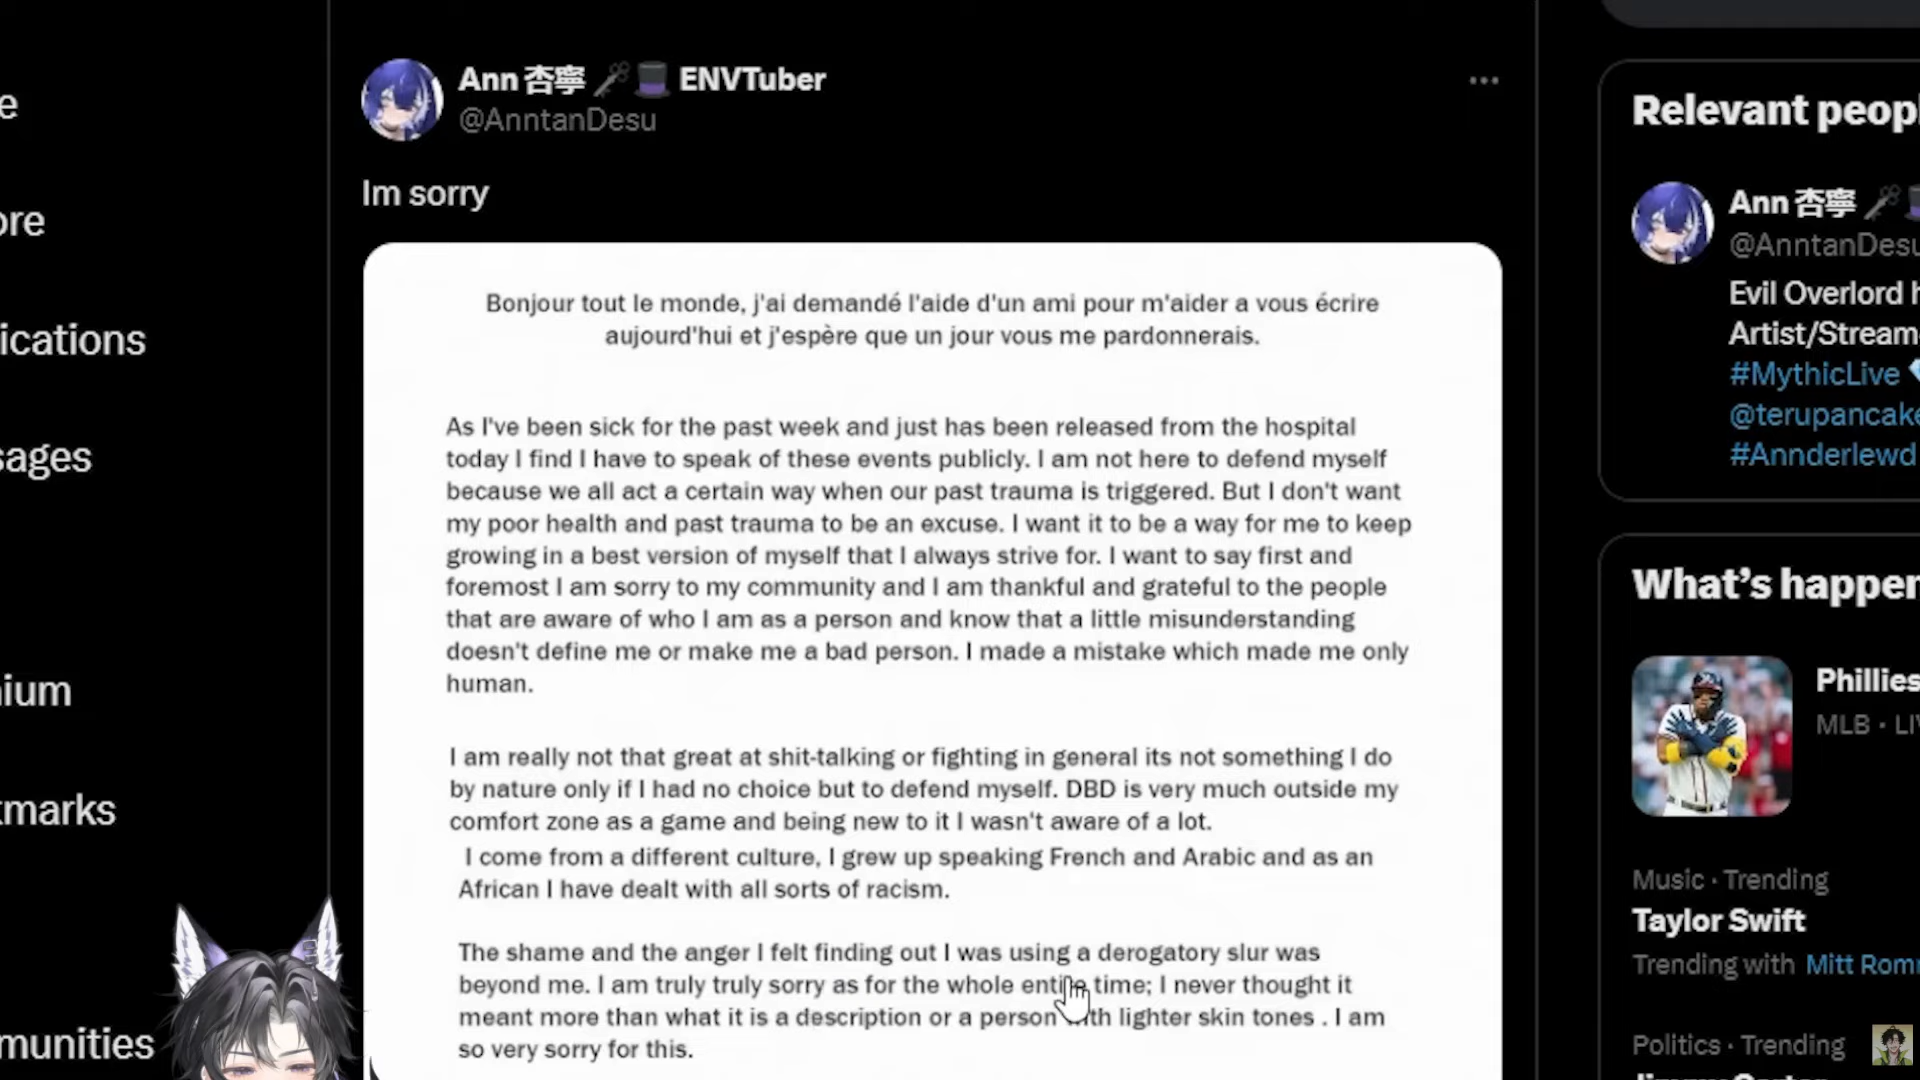 Ann 杏寧 ENVTuber
@AnntanDesu
Im sorry
Bonjour tout le monde, j'ai demandé l'aide d'un ami pour m'aider a vous écrire
aujourd'hui et j'espère que un jour vous me pardonnerais.
As I've been sick for the past week and just has been released from the hospital
today I find I have to speak of these events publicly. I am not here to defend myself
because we all act a certain way when our past trauma is triggered. But I don't want
my poor health and past trauma to be an excuse. I want it to be a way for me to keep
growing in a best version of myself that I always strive for. I want to say first and
foremost I am sorry to my community and I am thankful and grateful to the people
that are aware of who I am as a person and know that a little misunderstanding
doesn't define me or make me a bad person. I made a mistake which made me only
human.
I am really not that great at shit-talking or fighting in general its not something I do
by nature only if I had no choice but to defend myself. DBD is very much outside my
comfort zone as a game and being new to it I wasn't aware of a lot.
I come from a different culture, I grew up speaking French and Arabic and as an
African I have dealt with all sorts of racism.
The shame and the anger I felt finding out I was using a derogatory slur was
beyond me. I am truly truly sorry as for the whole entire time; I never thought it
meant more than what it is a description or a person with lighter skin tones . I am
so very sorry for this.
e
ore
ications
sages
nium
kmarks
munities
Relevant peop
Ann 杏寧
@AnntanDesu
Evil Overlord
Artist/Stream
#MythicLive
@terupancake
#Annderlewd
What's happen
Phillies
MLB · LI
Music · Trending
Taylor Swift
Trending with Mitt Rom
Politics · Trending